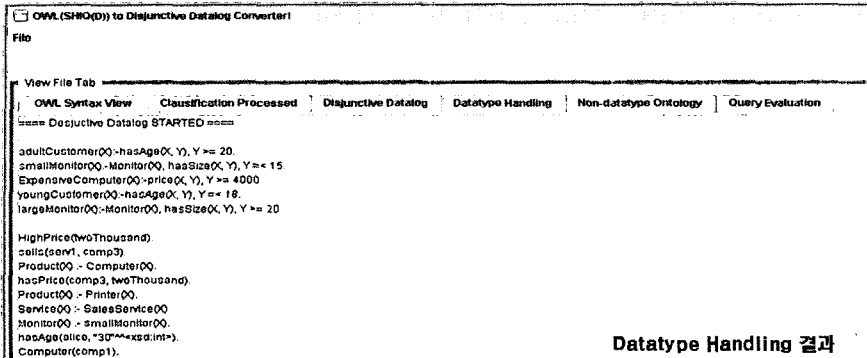 OWL(SHIQ(D)) to Disjunctive Datalog Converter!
File
View File Tab
OWL Syntax View Clausification Processed Disjunctive Datalog Datatype Handling Non-datatype Ontology Query Evaluation
==== Desjuctive Datalog STARTED ====
adultCustomer(X):-hasAge(X, Y), Y >= 20.
smallMonitor(X):-Monitor(X), hasSize(X, Y), Y =< 15.
ExpensiveComputer(X):-price(X, Y), Y >= 4000
youngCustomer(X):-hasAge(X, Y), Y =< 18.
largeMonitor(X):-Monitor(X), hasSize(X, Y), Y >= 20
HighPrice(twoThousand).
sells(serv1, comp3).
Product(X) :- Computer(X).
hasPrice(comp3, twoThousand).
Product(X) :- Printer(X).
Service(X) :- SalesService(X)
Monitor(X) :- smallMonitor(X).
hasAge(alice, "30"^^<xsd:int>).
Computer(comp1).
Datatype Handling 결과